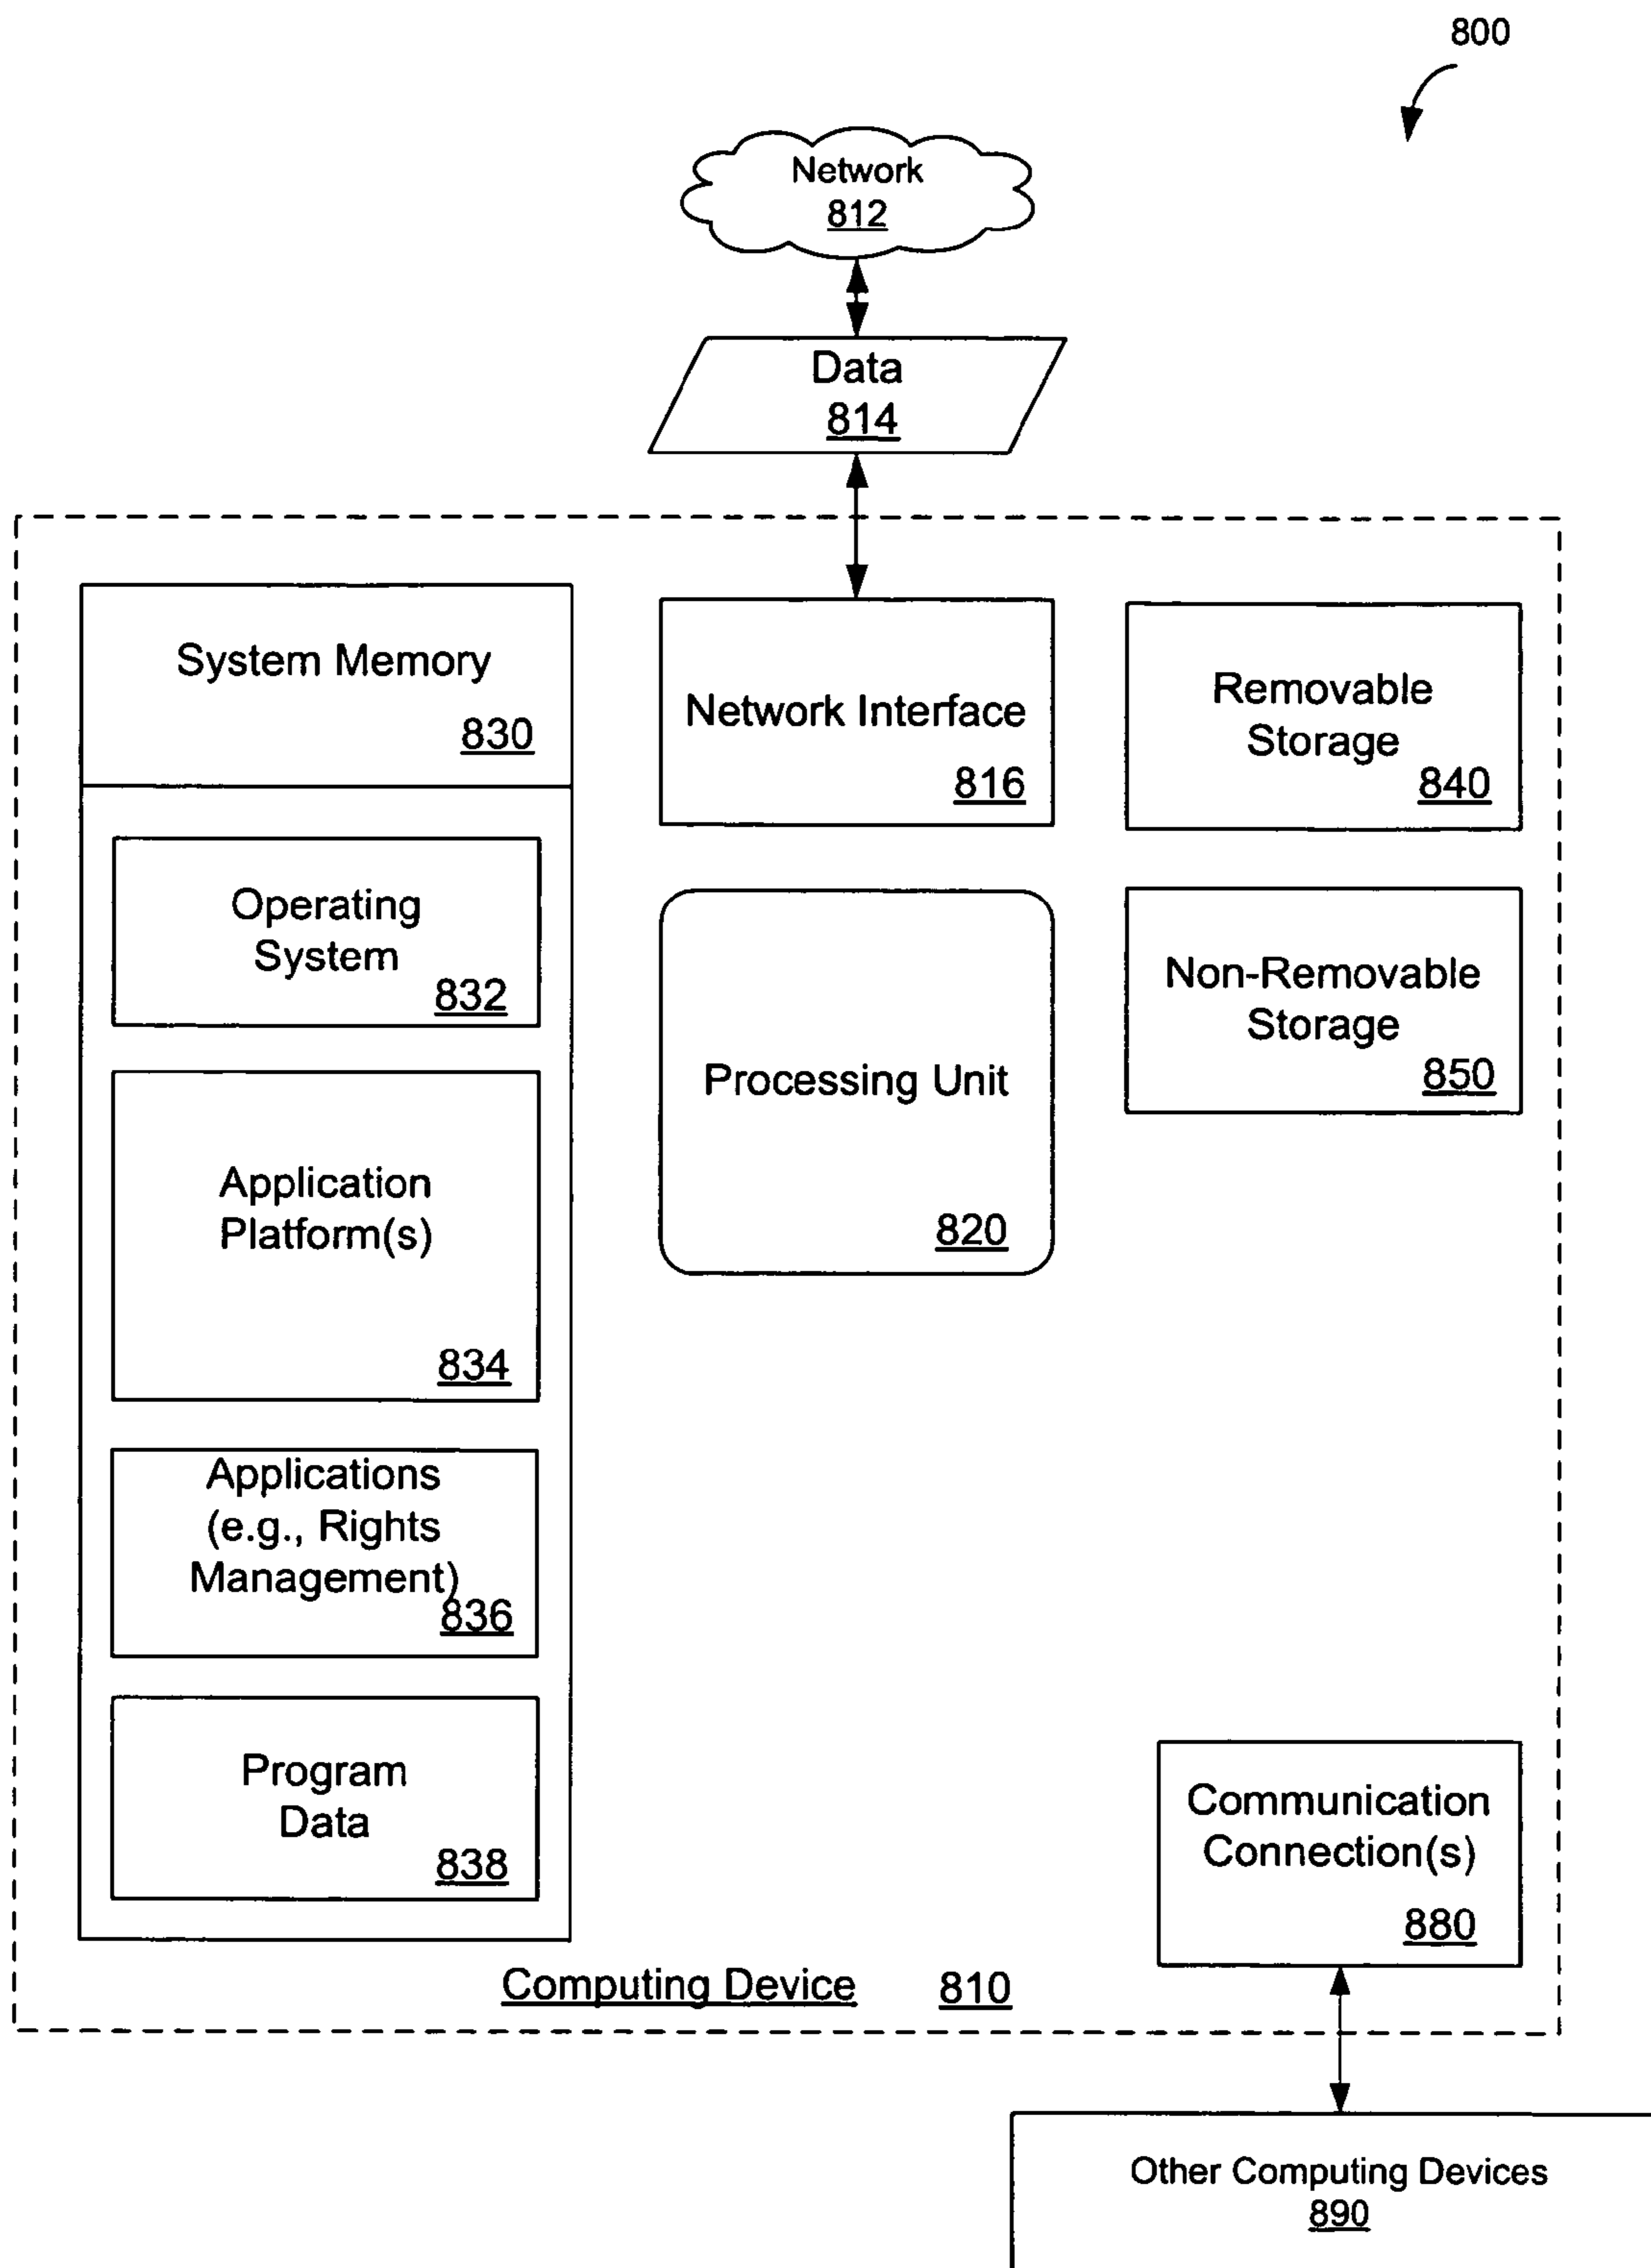 800
Network
812
Data
814
System Memory
830
Operating
System
832
Application
Platform(s)
834
Applications
(e.g., Rights
Management)
836
Program
Data
838
Network Interface
816
Processing Unit
820
Removable
Storage
840
Non-Removable
Storage
850
Communication
Connection(s)
880
Computing Device 810
Other Computing Devices
890